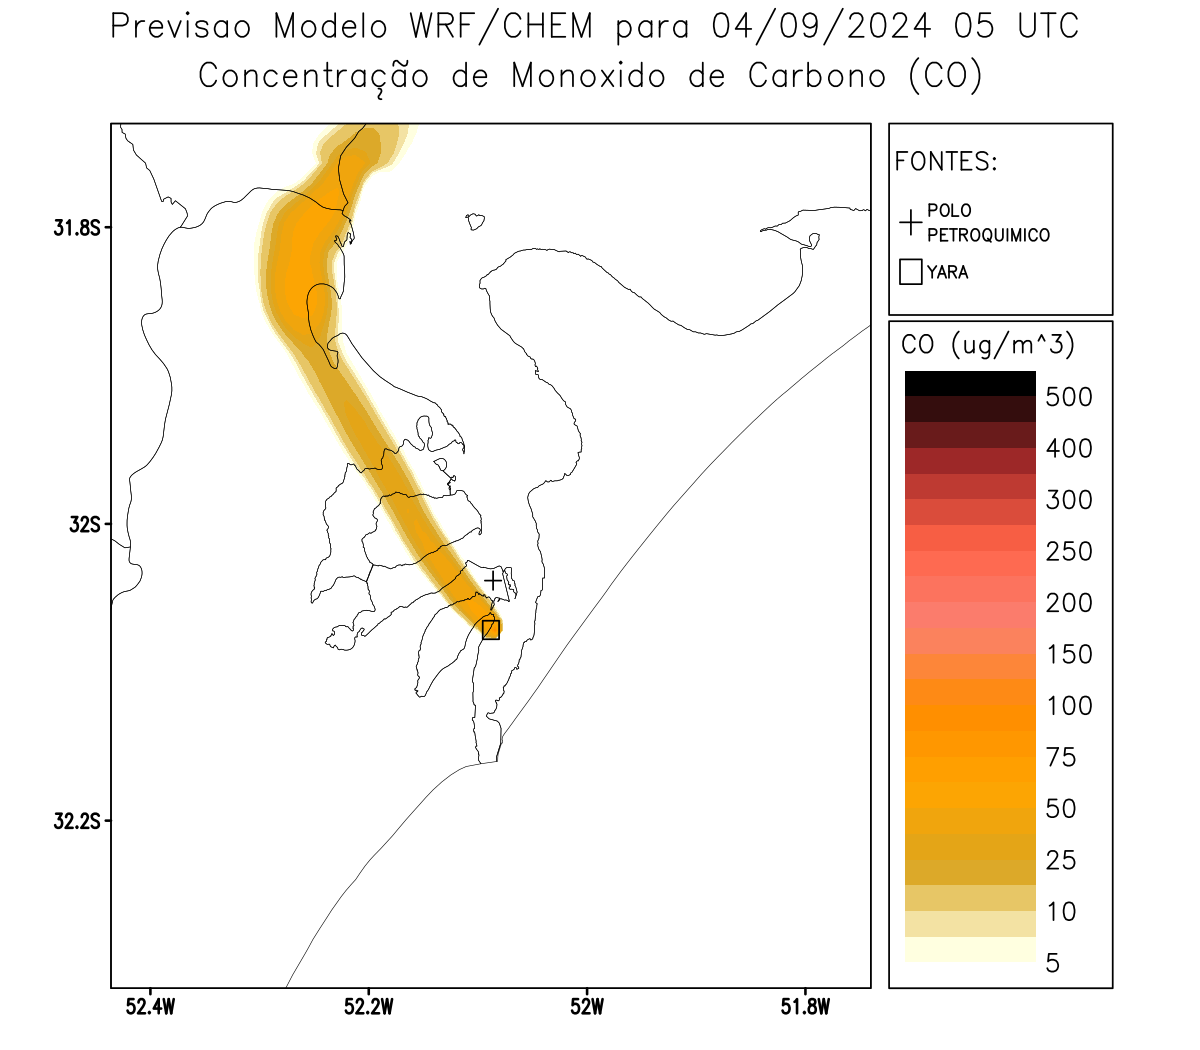 Previsao Modelo WRF/CHEM para 04/09/2024 05 UTC
Concentração de Monoxido de Carbono (CO)
FONTES:
POLO
PETROQUIMICO
YARA
CO (ug/m^3)
500
400
300
250
200
150
100
75
50
25
10
5
31.8S
32S
32.2S
52.4W
52.2W
52W
51.8W